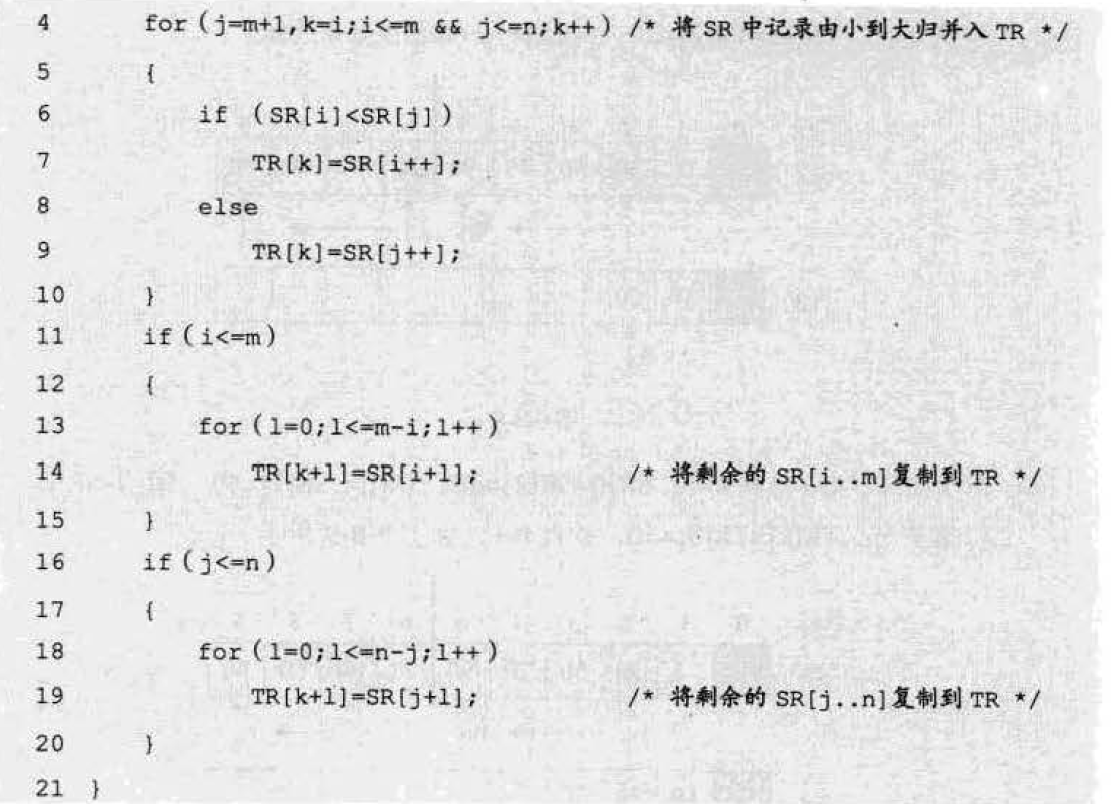 4 for (j=m+1,k=i;i<=m && j<=n;k++) /* 将 SR 中记录由小到大归并入 TR */
5 {
6 if (SR[i]<SR[j])
7 TR[k]=SR[i++];
8 else
9 TR[k]=SR[j++];
10 }
11 if(i<=m)
12 {
13 for(l=0;l<=m-i;l++)
14 TR[k+l]=SR[i+l]; /* 将剩余的 SR[i..m]复制到 TR */
15 }
16 if(j<=n)
17 {
18 for(l=0;l<=n-j;l++)
19 TR[k+l]=SR[j+l]; /* 将剩余的 SR[j..n]复制到 TR */
20 }
21 }